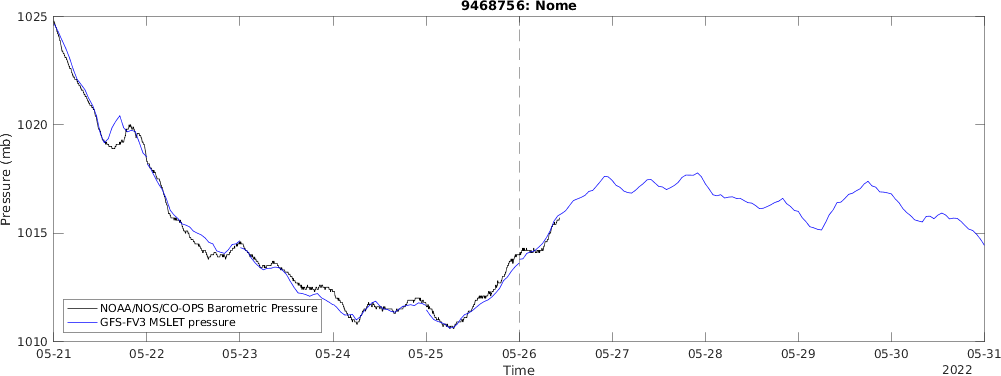 9468756: Nome
1025
1020
1015
1010
Pressure (mb)
NOAA/NOS/CO-OPS Barometric Pressure
GFS-FV3 MSLET pressure
05-21 05-22 05-23 05-24 05-25 05-26 05-27 05-28 05-29 05-30 05-31
Time
2022